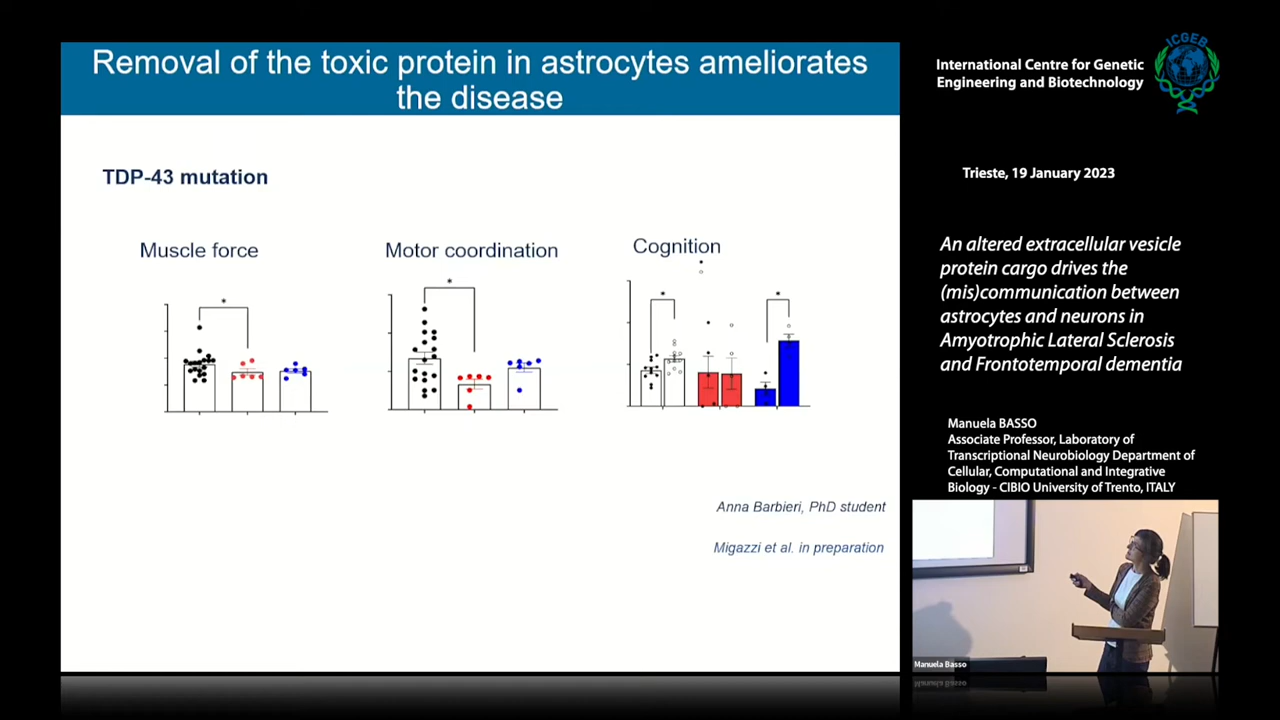 Removal of the toxic protein in astrocytes ameliorates
the disease
TDP-43 mutation
Muscle force
Motor coordination
Cognition
*
*
*
*
Anna Barbieri, PhD student
Migazzi et al. in preparation
International Centre for Genetic
Engineering and Biotechnology
ICGEB
Trieste, 19 January 2023
An altered extracellular vesicle
protein cargo drives the
(mis)communication between
astrocytes and neurons in
Amyotrophic Lateral Sclerosis
and Frontotemporal dementia
Manuela BASSO
Associate Professor, Laboratory of
Transcriptional Neurobiology Department of
Cellular, Computational and Integrative
Biology - CIBIO University of Trento, ITALY
Manuela Basso